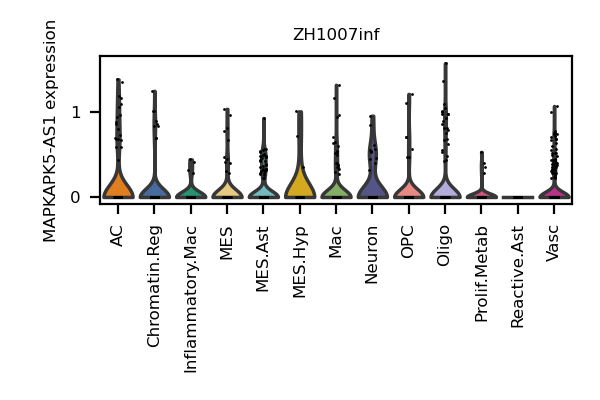 ZH1007inf
MAPKAPK5-AS1 expression
1
0
AC
Chromatin.Reg
Inflammatory.Mac
MES
MES.Ast
MES.Hyp
Mac
Neuron
OPC
Oligo
Prolif.Metab
Reactive.Ast
Vasc